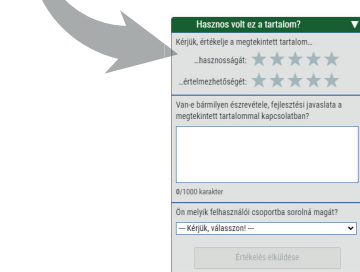 Hasznos volt ez a tartalom? ▼
Kérjük, értékelje a megtekintett tartalom...
...hasznosságát:
...értelmezhetőségét:
Van-e bármilyen észrevétele, fejlesztési javaslata a
megtekintett tartalommal kapcsolatban?
0/1000 karakter
Ön melyik felhasználói csoportba sorolná magát?
--- Kérjük, válasszon! ---
Értékelés elküldése